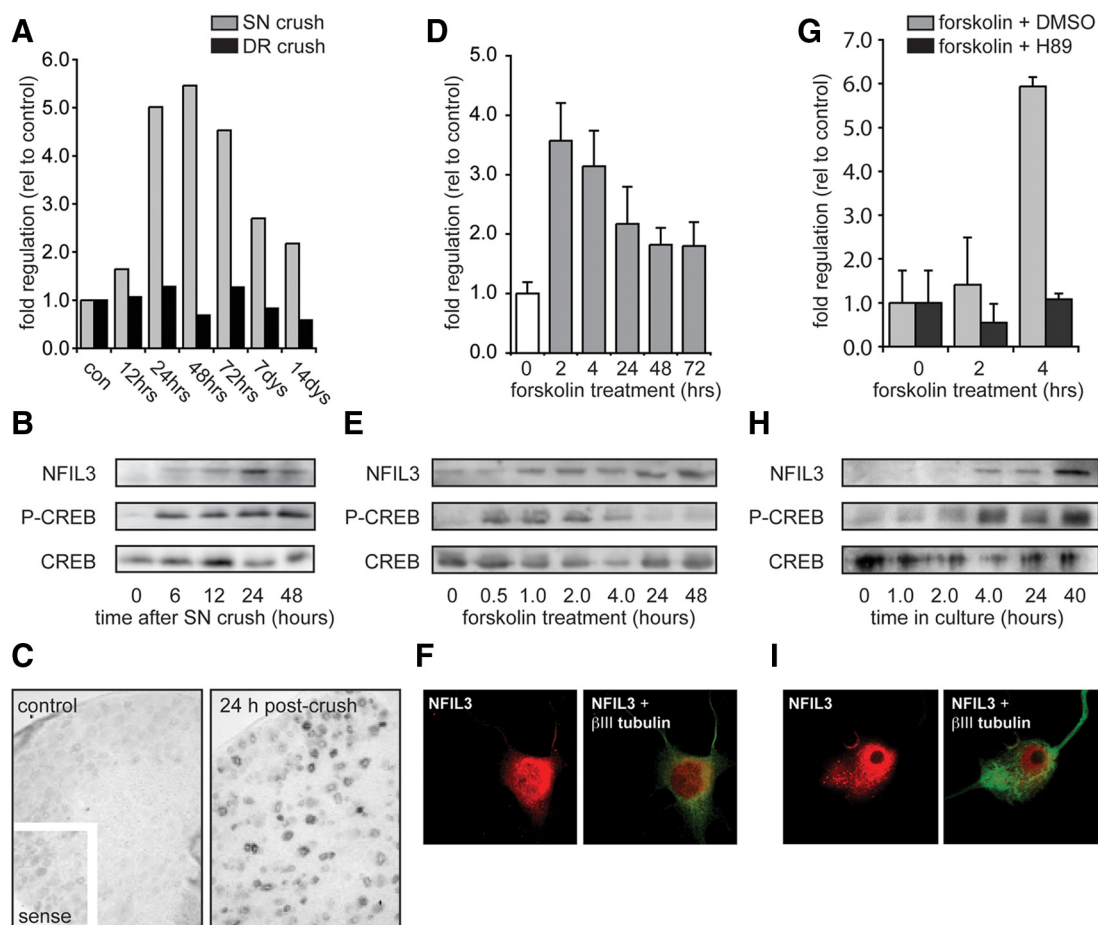 A
SN crush
DR crush
fold regulation (rel to control)
6.0
5.0
4.0
3.0
2.0
1.0
0.0
con 12hrs 24hrs 48hrs 72hrs 7dys 14dys
D
fold regulation (rel to control)
5.0
4.0
3.0
2.0
1.0
0.0
0 2 4 24 48 72
forskolin treatment (hrs)
G
forskolin + DMSO
forskolin + H89
fold regulation (rel to control)
7.0
6.0
5.0
4.0
3.0
2.0
1.0
0.0
0 2 4
forskolin treatment (hrs)
B
NFIL3
P-CREB
CREB
0 6 12 24 48
time after SN crush (hours)
E
NFIL3
P-CREB
CREB
0 0.5 1.0 2.0 4.0 24 48
forskolin treatment (hours)
H
NFIL3
P-CREB
CREB
0 1.0 2.0 4.0 24 40
time in culture (hours)
C
control
sense
24 h post-crush
F
NFIL3
NFIL3 +
βIII tubulin
I
NFIL3
NFIL3 +
βIII tubulin